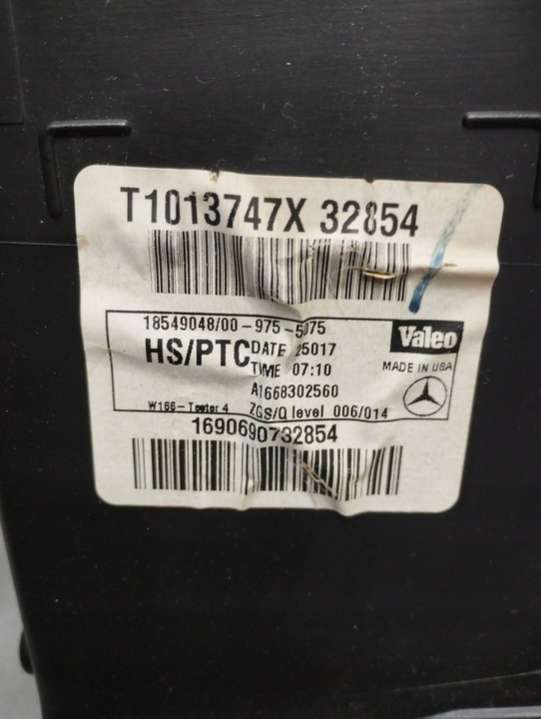 T1013747X 32854
18549048/00-975-5075
Valeo
HS/PTC DATE 25017
MADE IN USA
TIME 07:10
A1668302560
W166-Tester 4 ZGS/Q level 006/014
1690690732854